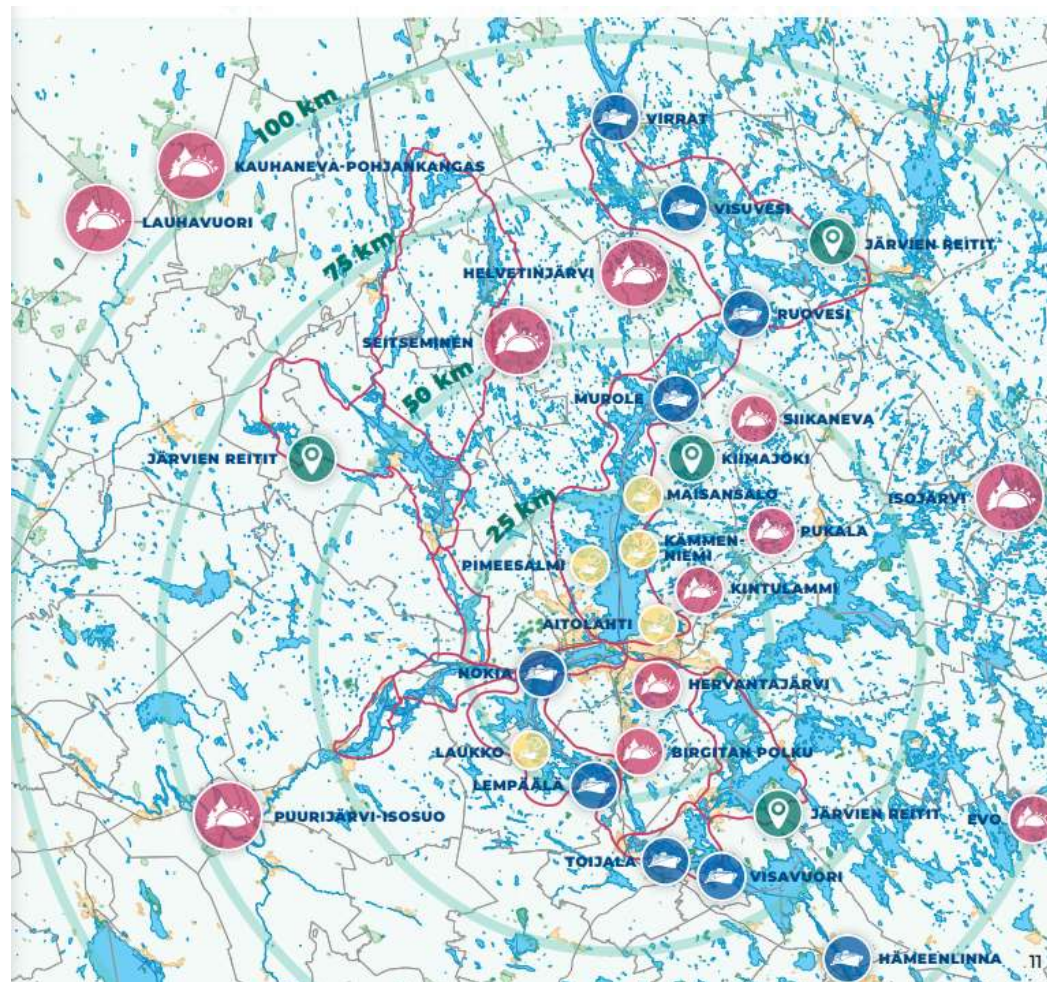 VIRRAT
100 km
KAUHANEVA-POHJANKANGAS
VISUVESI
LAUHAVUORI
75 km
JÄRVIEN REITIT
HELVETINJÄRVI
RUOVESI
SEITSEMINEN
50 km
MUROLE
SIIKANEVA
JÄRVIEN REITIT
KIIMAJOKI
MAISANSALO
ISOJÄRVI
25 km
PUKALA
KÄMMEN-
NIEMI
PIMEESALMI
KINTULAMMI
AITOLAHTI
NOKIA
HERVANTAJÄRVI
LAUKKO
BIRGITAN POLKU
LEMPÄÄLÄ
PUURIJÄRVI-ISOSUO
JÄRVIEN REITIT
EVO
TOIJALA
VISAVUORI
HÄMEENLINNA
11